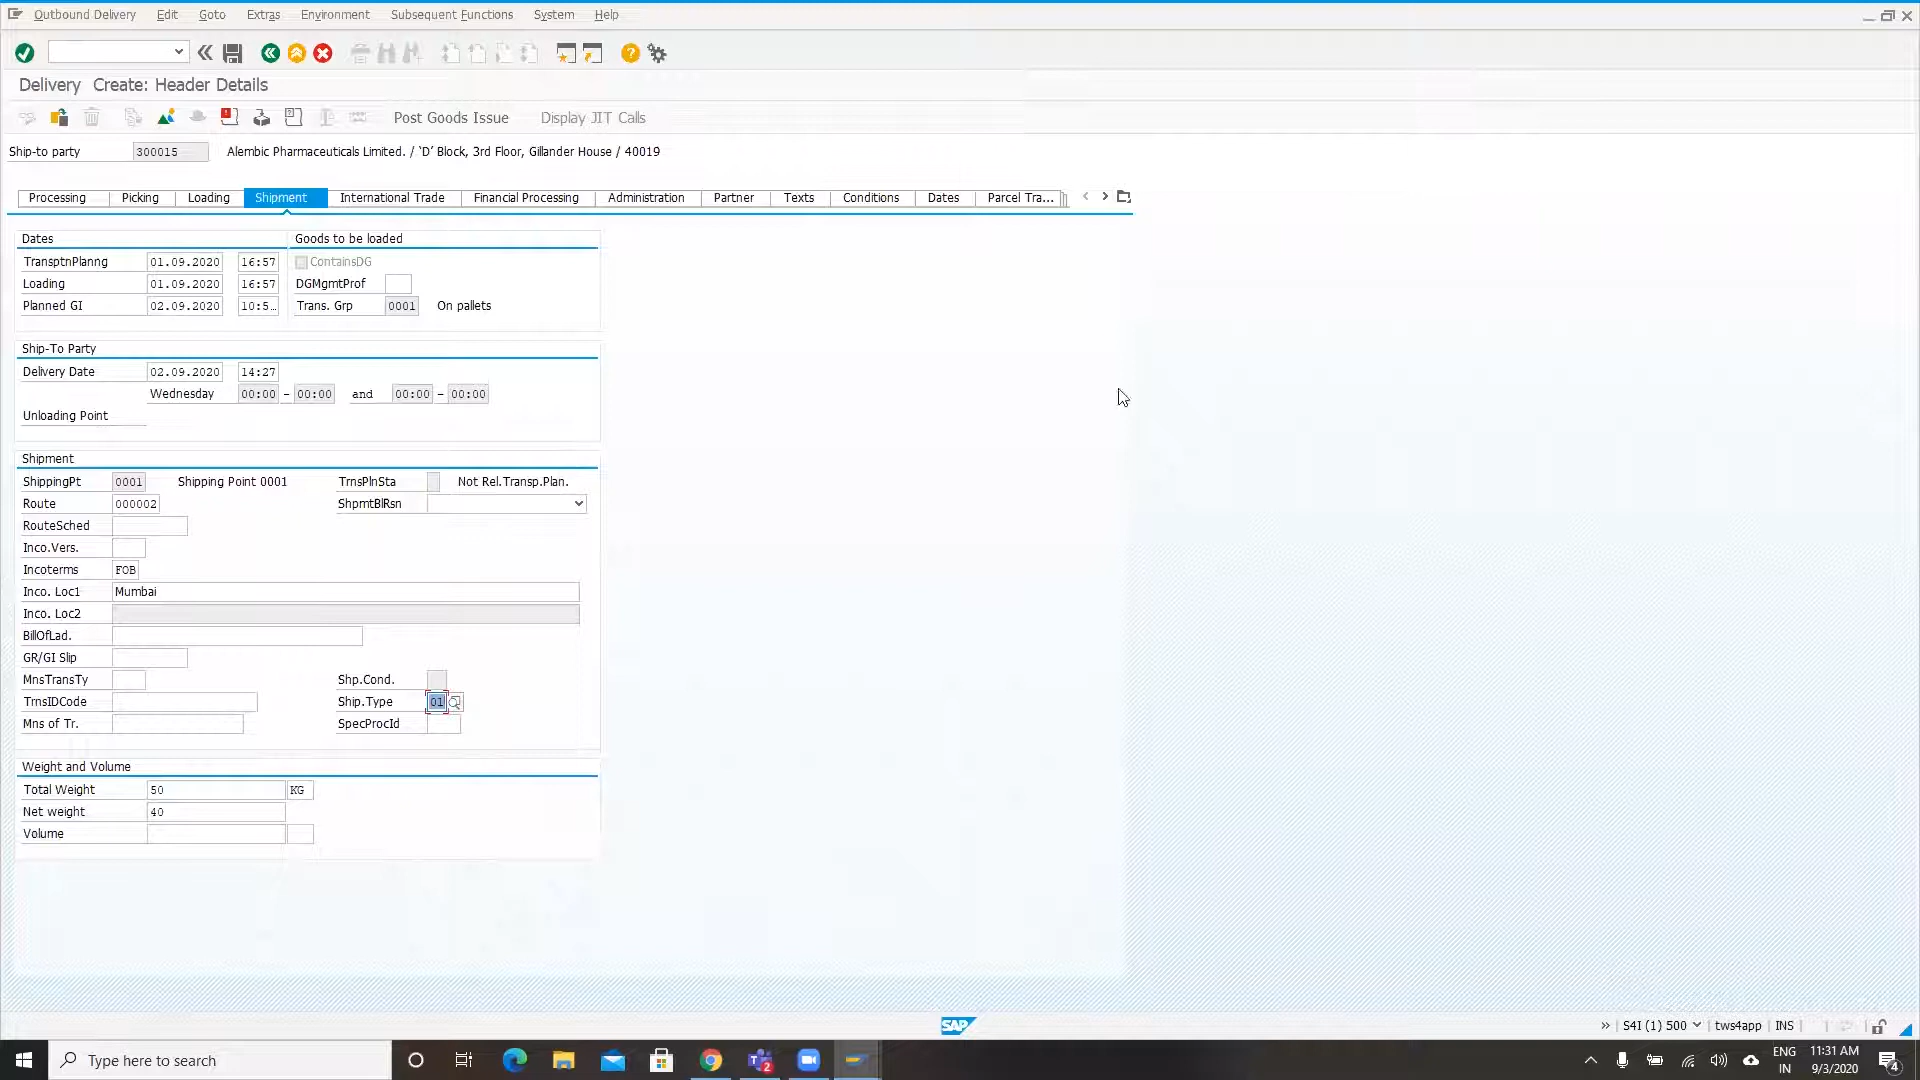 Outbound Delivery Edit Goto Extras Environment Subsequent Functions System Help
Delivery Create: Header Details
Post Goods Issue Display JIT Calls
Ship-to party 300015 Alembic Pharmaceuticals Limited. / 'D' Block, 3rd Floor, Gillander House / 40019
Processing Picking Loading Shipment International Trade Financial Processing Administration Partner Texts Conditions Dates Parcel Tra...
Dates Goods to be loaded
TransptnPlanng 01.09.2020 16:57 ContainsDG
Loading 01.09.2020 16:57 DGMgmtProf
Planned GI 02.09.2020 10:5… Trans. Grp 0001 On pallets
Ship-To Party
Delivery Date 02.09.2020 14:27
Wednesday 00:00 - 00:00 and 00:00 - 00:00
Unloading Point
Shipment
ShippingPt 0001 Shipping Point 0001 TrnsPlnSta Not Rel.Transp.Plan.
Route 000002 ShpmtBlRsn
RouteSched
Inco.Vers.
Incoterms FOB
Inco. Loc1 Mumbai
Inco. Loc2
BillOfLad.
GR/GI Slip
MnsTransTy Shp.Cond.
TrnsIDCode Ship.Type 01
Mns of Tr. SpecProcId
Weight and Volume
Total Weight 50 KG
Net weight 40
Volume
SAP S4I (1) 500 tws4app INS
Type here to search 2 ENG 11:31 AM
IN 9/3/2020 4